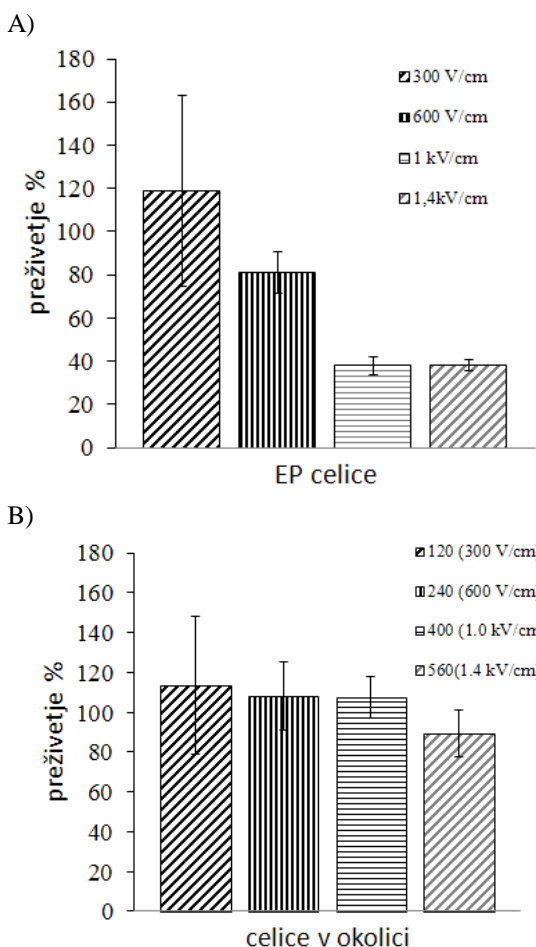 A)
180
160
140
120
100
80
60
40
20
0
preživetje %
300 V/cm
600 V/cm
1 kV/cm
1,4kV/cm
EP celice
B)
180
160
140
120
100
80
60
40
20
0
preživetje %
120 (300 V/cm)
240 (600 V/cm)
400 (1.0 kV/cm
560(1.4 kV/cm)
celice v okolici